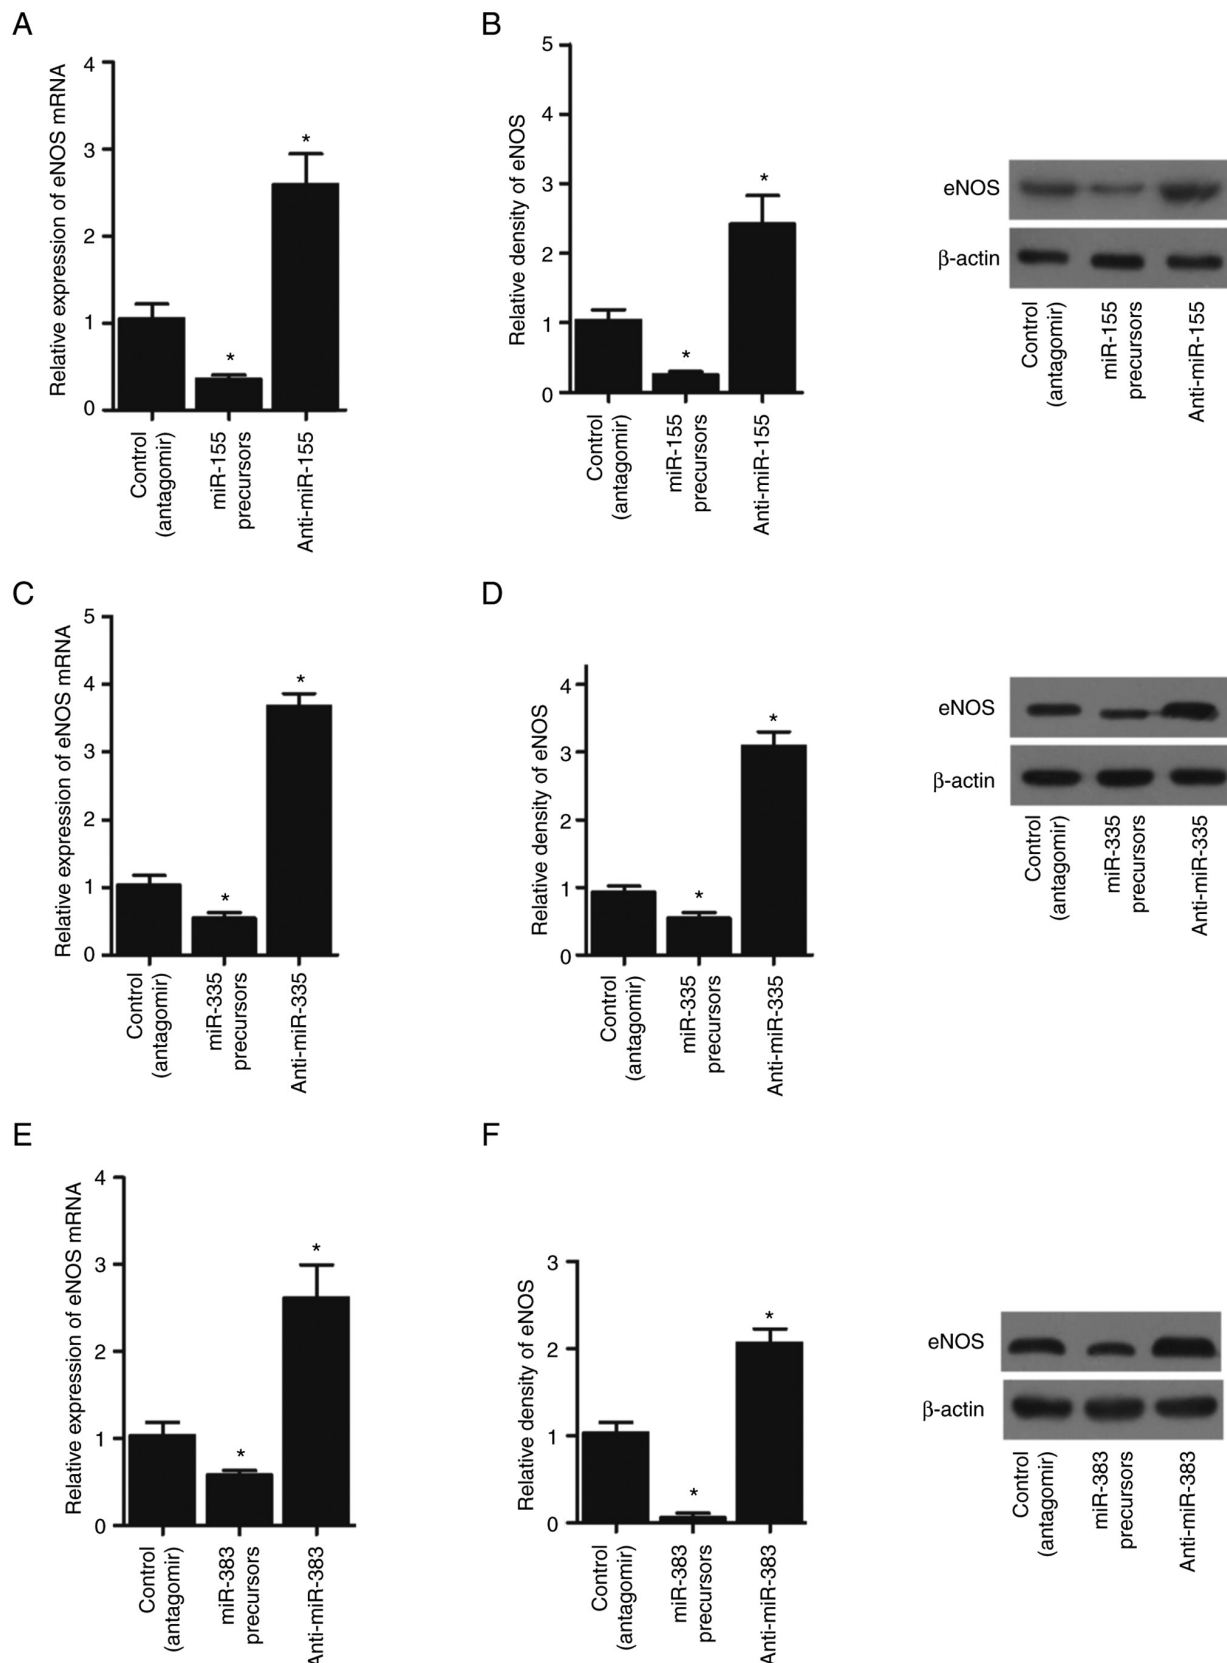 A
Relative expression of eNOS mRNA
4
3
2
1
0
*
*
Control
(antagomir)
miR-155
precursors
Anti-miR-155
B
Relative density of eNOS
5
4
3
2
1
0
*
*
Control
(antagomir)
miR-155
precursors
Anti-miR-155
eNOS
β-actin
Control
(antagomir)
miR-155
precursors
Anti-miR-155
C
Relative expression of eNOS mRNA
5
4
3
2
1
0
*
*
Control
(antagomir)
miR-335
precursors
Anti-miR-335
D
Relative density of eNOS
4
3
2
1
0
*
*
Control
(antagomir)
miR-335
precursors
Anti-miR-335
eNOS
β-actin
Control
(antagomir)
miR-335
precursors
Anti-miR-335
E
Relative expression of eNOS mRNA
4
3
2
1
0
*
*
Control
(antagomir)
miR-383
precursors
Anti-miR-383
F
Relative density of eNOS
3
2
1
0
*
*
Control
(antagomir)
miR-383
precursors
Anti-miR-383
eNOS
β-actin
Control
(antagomir)
miR-383
precursors
Anti-miR-383